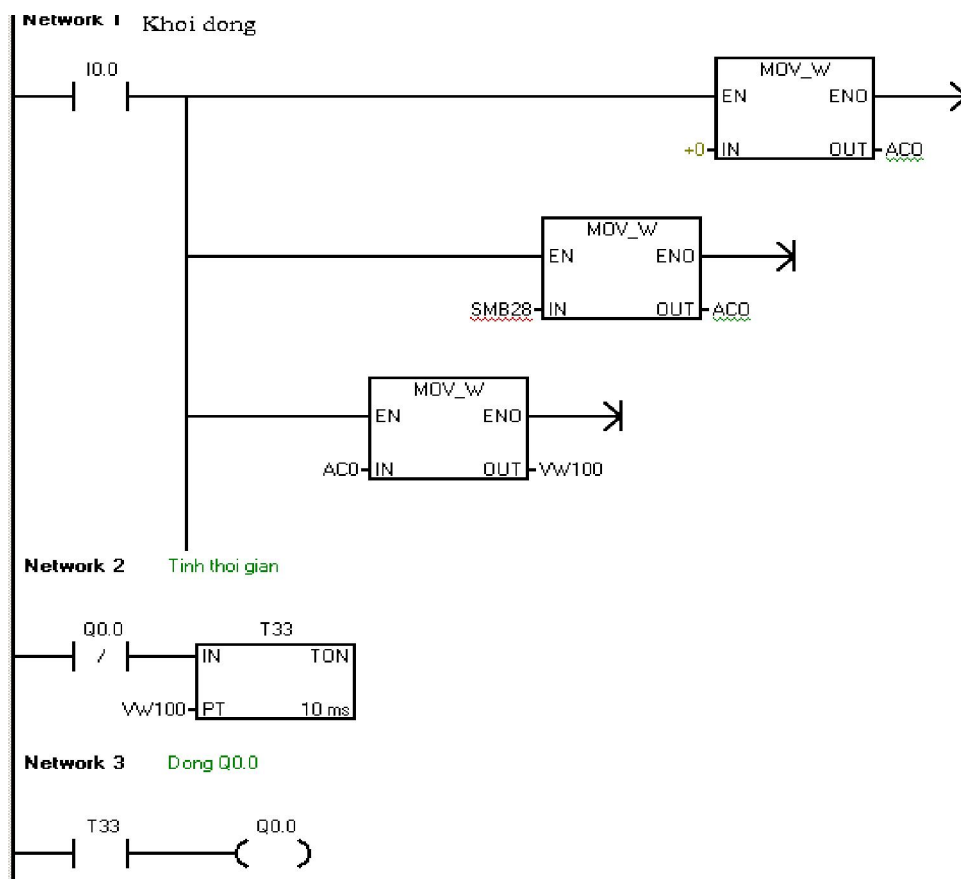 Network 1 Khoi dong
I0.0
MOV_W
EN ENO
+0 IN OUT AC0
MOV_W
EN ENO
SMB28 IN OUT AC0
MOV_W
EN ENO
AC0 IN OUT VW100
Network 2 Tinh thoi gian
Q0.0 T33
/ IN TON
VW100 PT 10 ms
Network 3 Dong Q0.0
T33 Q0.0